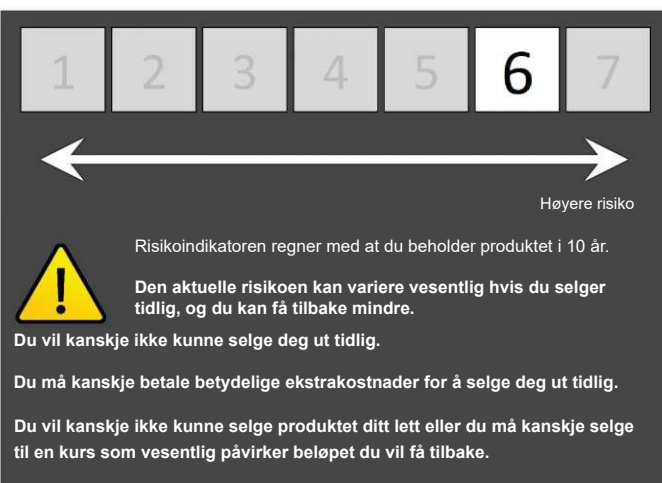 1 2 3 4 5 6 7
Høyere risiko
Risikoindikatoren regner med at du beholder produktet i 10 år.
Den aktuelle risikoen kan variere vesentlig hvis du selger
tidlig, og du kan få tilbake mindre.
Du vil kanskje ikke kunne selge deg ut tidlig.
Du må kanskje betale betydelige ekstrakostnader for å selge deg ut tidlig.
Du vil kanskje ikke kunne selge produktet ditt lett eller du må kanskje selge
til en kurs som vesentlig påvirker beløpet du vil få tilbake.